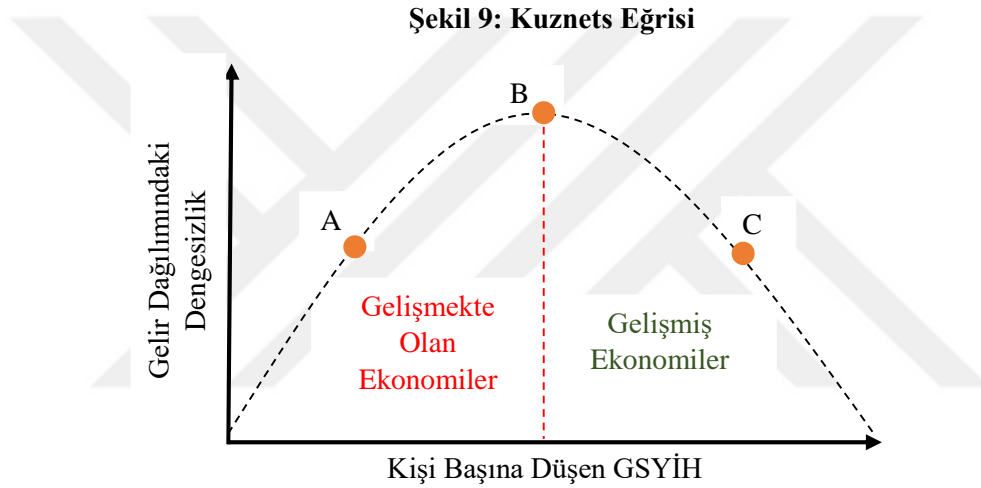 Şekil 9: Kuznets Eğrisi
Gelir Dağılımındaki
Dengesizlik
A
B
C
Gelişmekte
Olan
Ekonomiler
Gelişmiş
Ekonomiler
Kişi Başına Düşen GSYİH